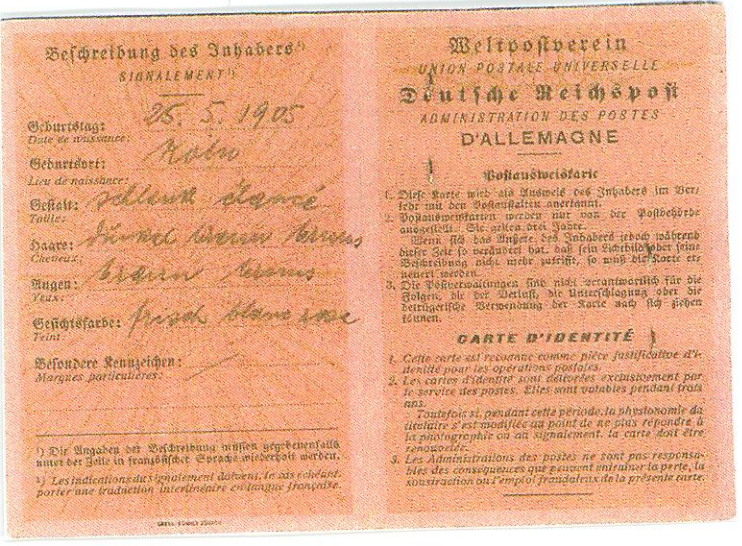 Beschreibung des Inhabers¹)
SIGNALEMENT¹)
Geburtstag: 25. 5. 1905
Date de naissance:
Geburtsort: Köln
Lieu de naissance:
Gestalt: schlank élancé
Taille:
Haare: dunkel braun bruns
Cheveux:
Augen: braun bruns
Yeux:
Gesichtsfarbe: frisch blanc rose
Teint:
Besondere Kennzeichen:
Marques particulières:
¹) Die Angaben der Beschreibung müssen gegebenenfalls
unter der Zeile in französischer Sprache wiederholt werden.
¹) Les indications du signalement doivent, le cas échéant,
porter une traduction interlinéaire en langue française.
Weltpostverein
UNION POSTALE UNIVERSELLE
Deutsche Reichspost
ADMINISTRATION DES POSTES
D'ALLEMAGNE
Postausweiskarte
1. Diese Karte wird als Ausweis des Inhabers im Ver-
kehr mit den Postanstalten anerkannt.
2. Postausweiskarten werden nur von der Postbehörde
ausgestellt. Sie gelten drei Jahre.
Wenn sich das Äußere des Inhabers jedoch während
dieser Zeit so verändert hat, daß sein Lichtbild oder seine
Beschreibung nicht mehr zutrifft, so muß die Karte er-
neuert werden.
3. Die Postverwaltungen sind nicht verantwortlich für die
Folgen, die der Verlust, die Unterschlagung oder die
betrügerische Verwendung der Karte nach sich ziehen
können.
CARTE D'IDENTITÉ
1. Cette carte est reconnue comme pièce justificative d'i-
dentité pour les opérations postales.
2. Les cartes d'identité sont délivrées exclusivement par
le service des postes. Elles sont valables pendant trois
ans.
Toutefois si, pendant cette période, la physionomie du
titulaire s'est modifiée au point de ne plus répondre à
la photographie ou au signalement, la carte doit être
renouvelée.
3. Les Administrations des postes ne sont pas responsa-
bles des conséquences que peuvent entraîner la perte, la
soustraction ou l'emploi frauduleux de la présente carte.